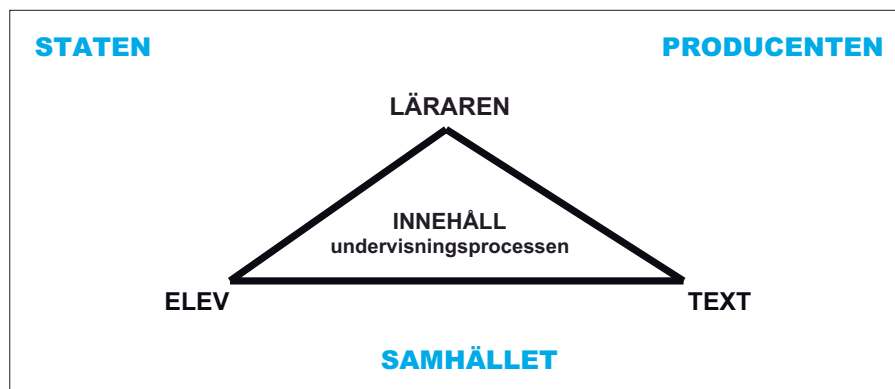 STATEN
PRODUCENTEN
LÄRAREN
INNEHÅLL
undervisningsprocessen
ELEV
TEXT
SAMHÄLLET